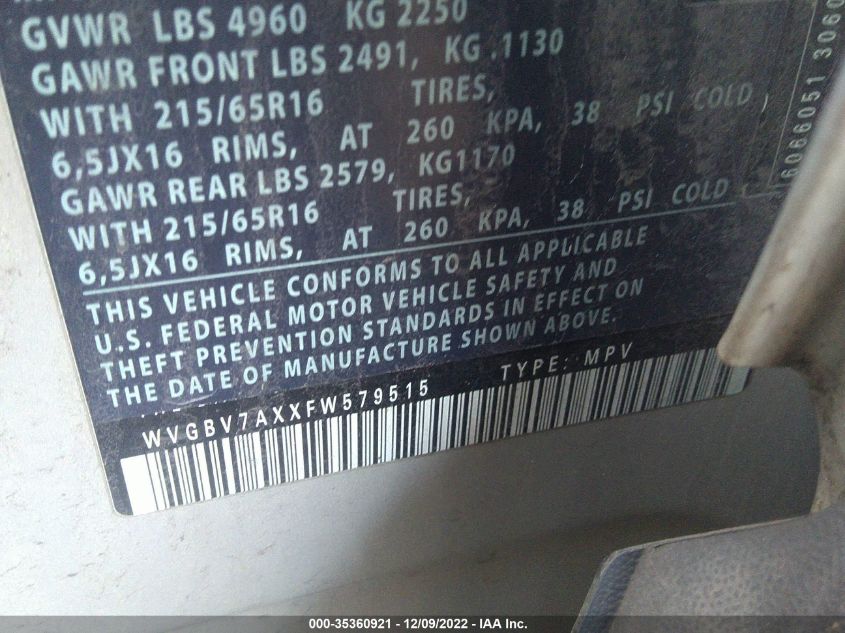 GVWR LBS 4960 KG 2250
GAWR FRONT LBS 2491, KG .1130
WITH 215/65R16 TIRES,
6,5JX16 RIMS, AT 260 KPA, 38 PSI COLD
GAWR REAR LBS 2579, KG1170
WITH 215/65R16 TIRES,
6,5JX16 RIMS, AT 260 KPA, 38 PSI COLD
THIS VEHICLE CONFORMS TO ALL APPLICABLE
U.S. FEDERAL MOTOR VEHICLE SAFETY AND
THEFT PREVENTION STANDARDS IN EFFECT ON
THE DATE OF MANUFACTURE SHOWN ABOVE.
WVGBV7AXXFW579515 TYPE: MPV
6066051 3060
000-35360921 - 12/09/2022 - IAA Inc.